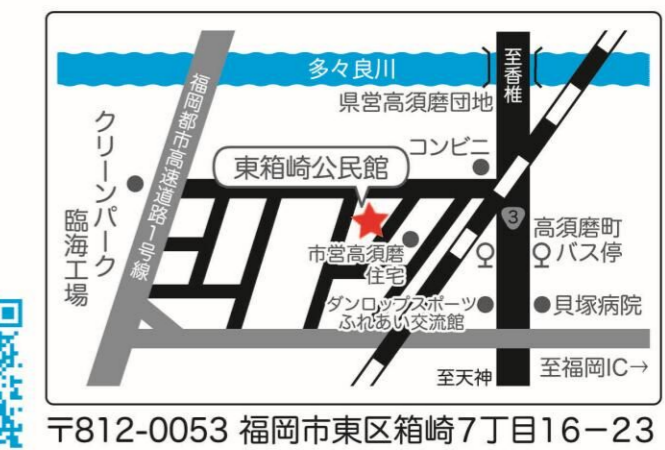 多々良川
至香椎
県営高須磨団地
福岡都市高速道路1号線
クリーンパーク
臨海工場
コンビニ
東箱崎公民館
3
高須磨町
バス停
市営高須磨
住宅
ダンロップスポーツ
ふれあい交流館
貝塚病院
至天神
至福岡IC→
〒812-0053 福岡市東区箱崎7丁目16−23